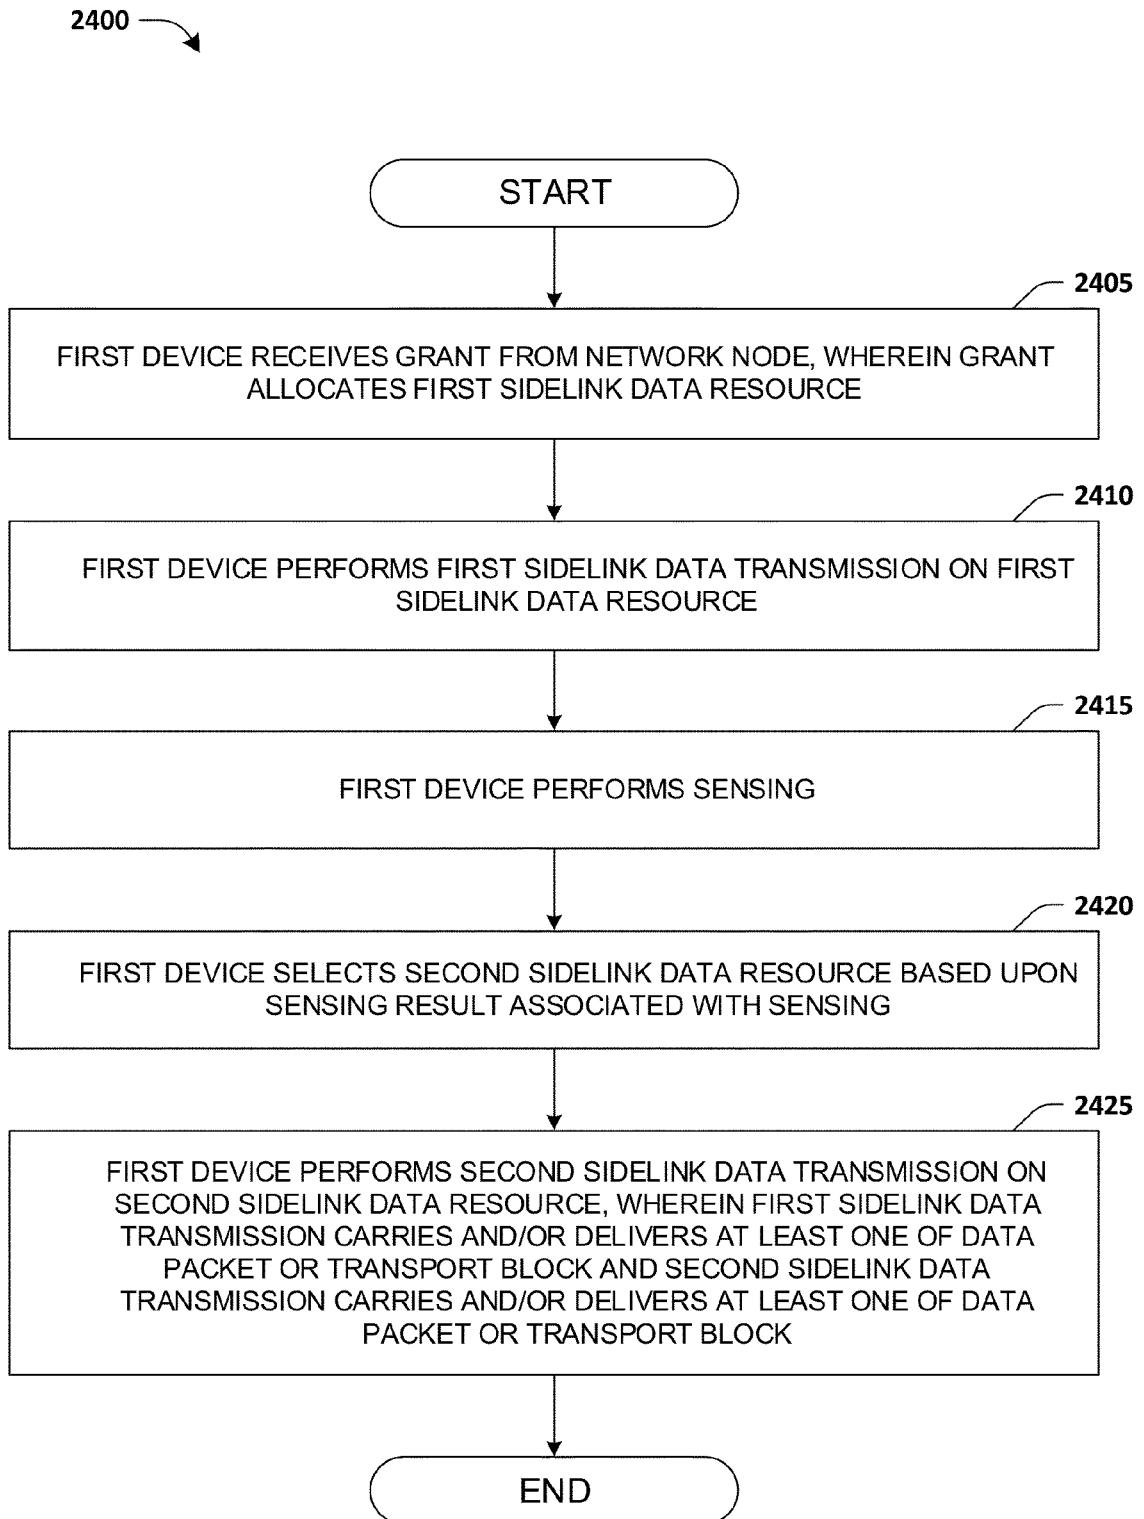 2400
START
2405
FIRST DEVICE RECEIVES GRANT FROM NETWORK NODE, WHEREIN GRANT
ALLOCATES FIRST SIDELINK DATA RESOURCE
2410
FIRST DEVICE PERFORMS FIRST SIDELINK DATA TRANSMISSION ON FIRST
SIDELINK DATA RESOURCE
2415
FIRST DEVICE PERFORMS SENSING
2420
FIRST DEVICE SELECTS SECOND SIDELINK DATA RESOURCE BASED UPON
SENSING RESULT ASSOCIATED WITH SENSING
2425
FIRST DEVICE PERFORMS SECOND SIDELINK DATA TRANSMISSION ON
SECOND SIDELINK DATA RESOURCE, WHEREIN FIRST SIDELINK DATA
TRANSMISSION CARRIES AND/OR DELIVERS AT LEAST ONE OF DATA
PACKET OR TRANSPORT BLOCK AND SECOND SIDELINK DATA
TRANSMISSION CARRIES AND/OR DELIVERS AT LEAST ONE OF DATA
PACKET OR TRANSPORT BLOCK
END